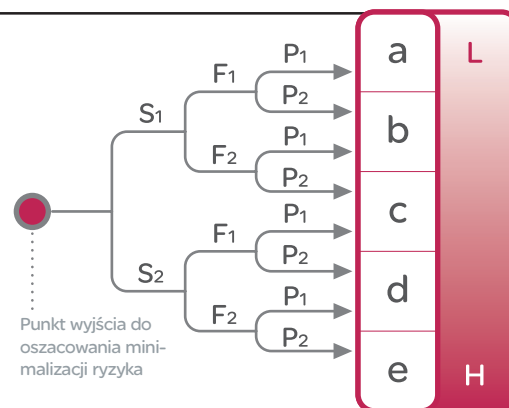 P1 a L
F1
P2
S1
P1 b
F2
P2
c
P1
F1
P2
S2
d
P1
F2
P2
e H
Punkt wyjścia do
oszacowania mini-
malizacji ryzyka